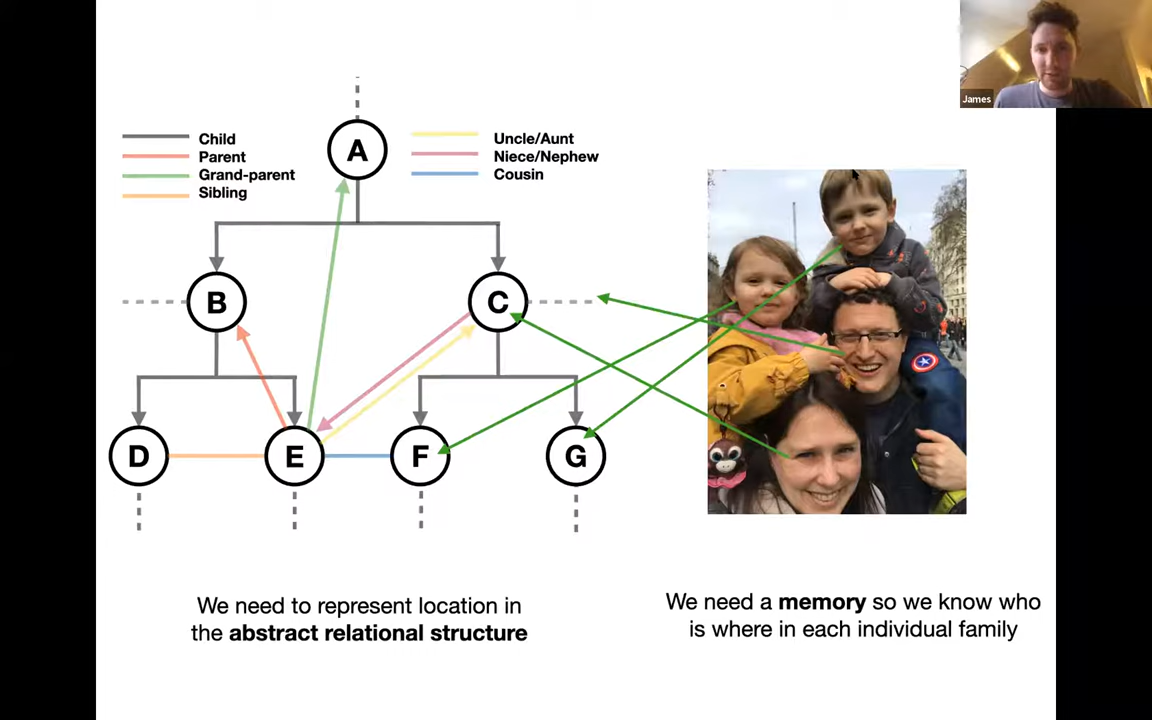 James
A
Child
Parent
Grand-parent
Sibling
Uncle/Aunt
Niece/Nephew
Cousin
B
C
D
E
F
G
We need to represent location in
the abstract relational structure
We need a memory so we know who
is where in each individual family